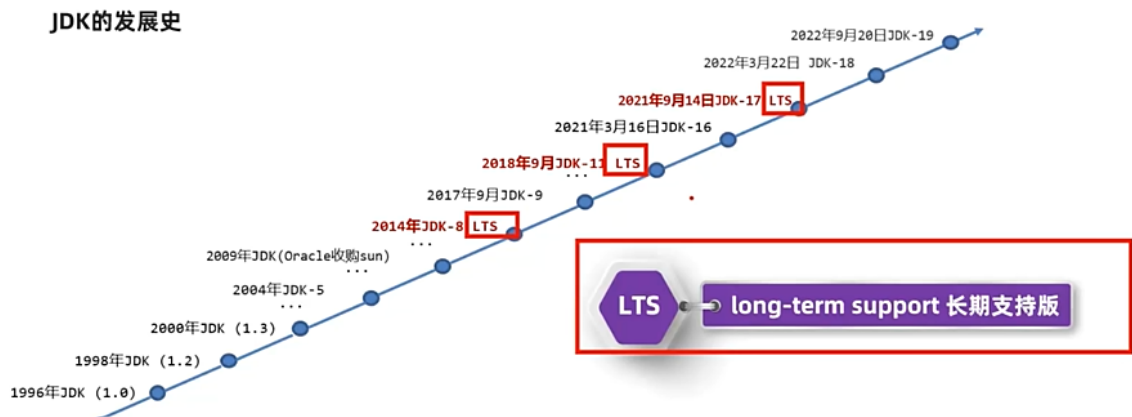 JDK的发展史
2022年9月20日JDK-19
2022年3月22日 JDK-18
2021年9月14日JDK-17 LTS
2021年3月16日JDK-16
2018年9月JDK-11 LTS
...
2017年9月JDK-9
2014年JDK-8 LTS
...
2009年JDK(Oracle收购sun)
...
2004年JDK-5
...
2000年JDK (1.3)
1998年JDK (1.2)
1996年JDK (1.0)
LTS long-term support 长期支持版